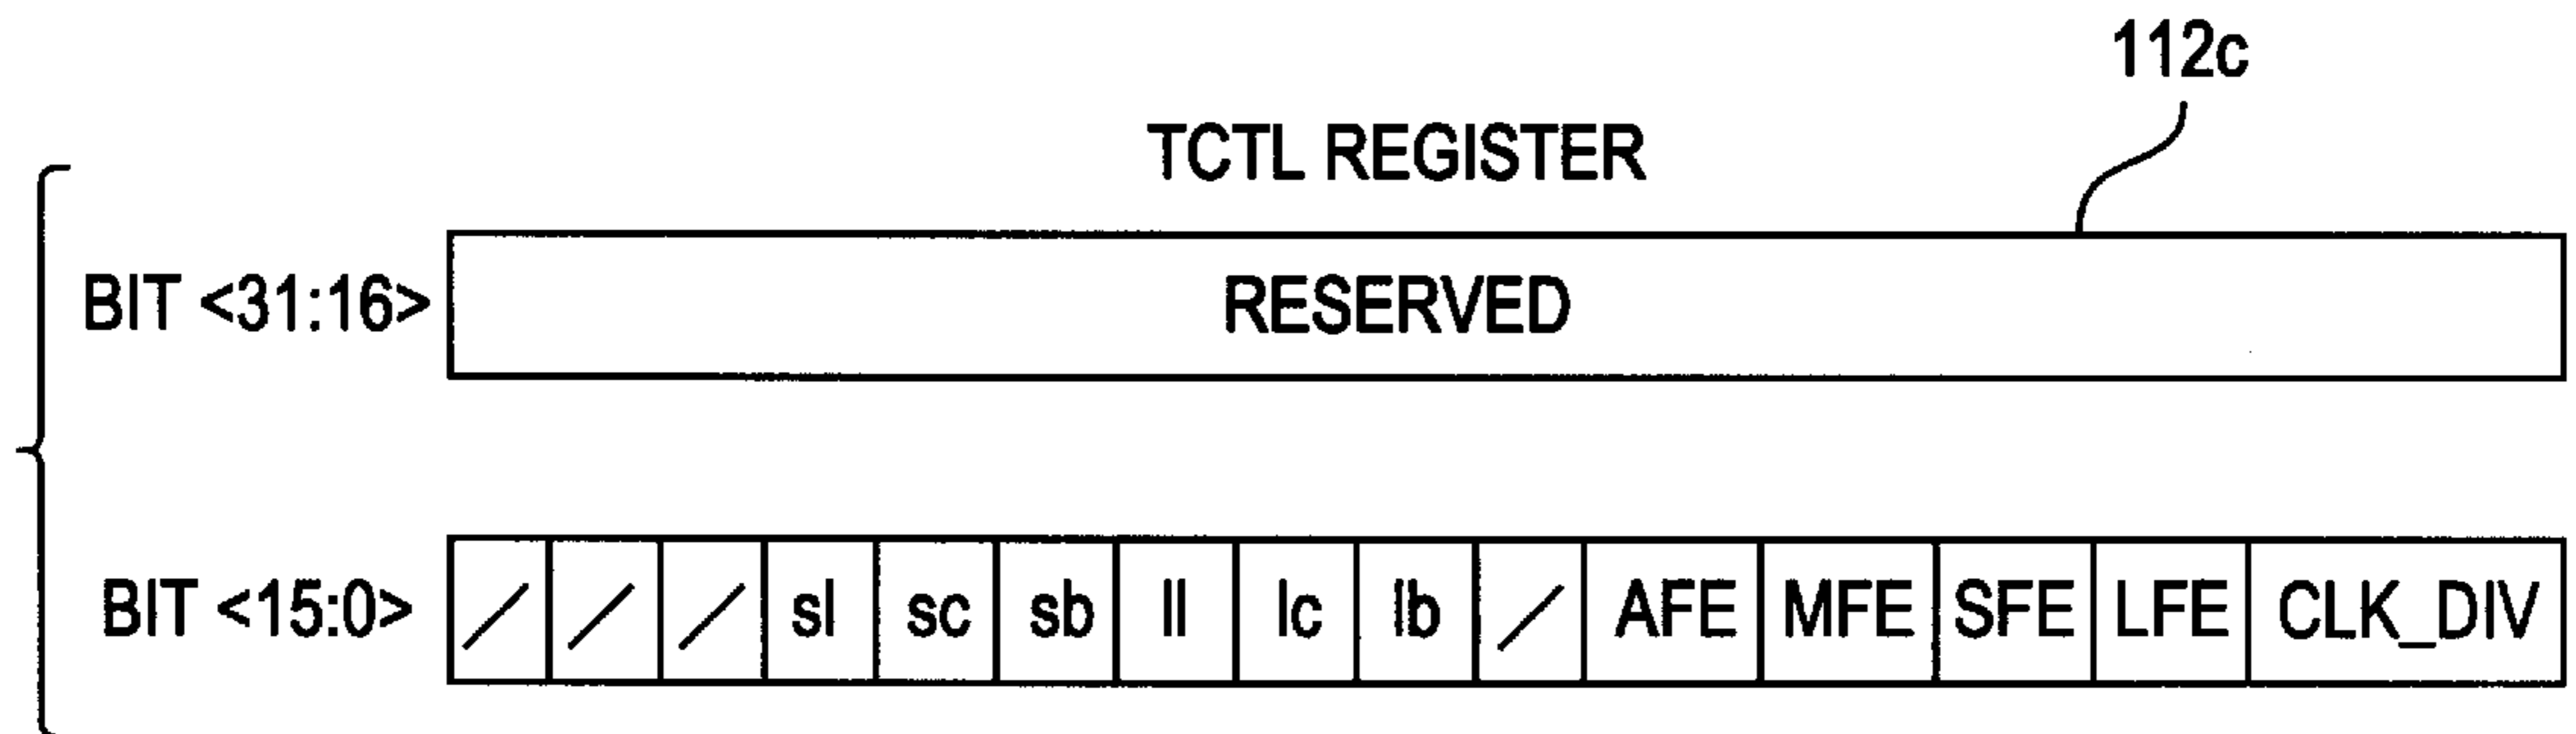 112c
TCTL REGISTER
BIT <31:16> RESERVED
BIT <15:0> / / / sl sc sb ll lc lb / AFE MFE SFE LFE CLK_DIV